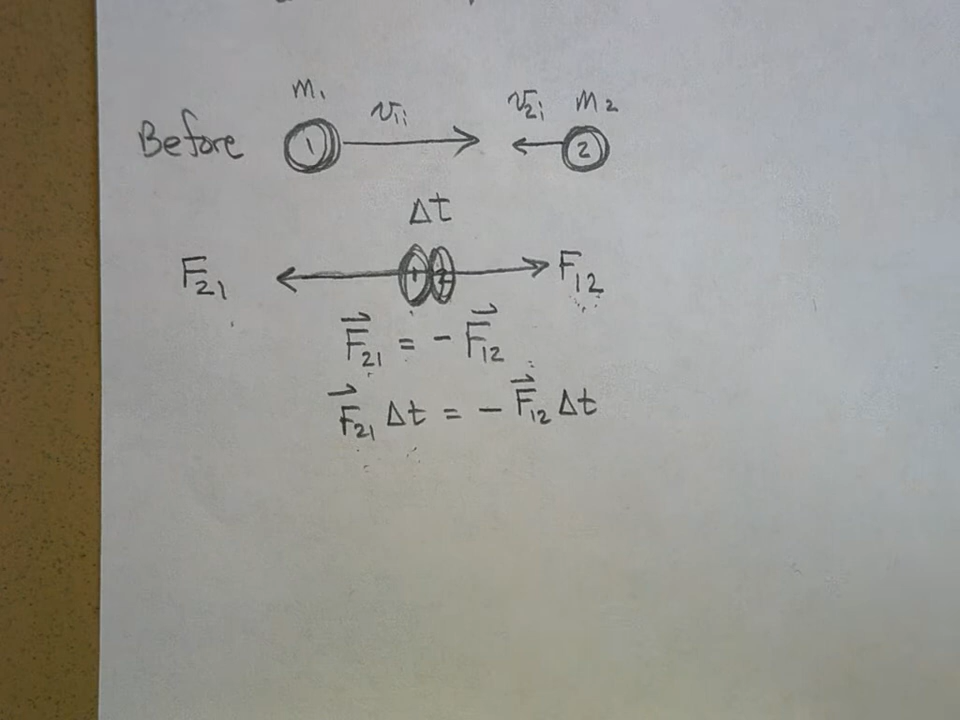 m₁ v₁ᵢ v₂ᵢ m₂
Before 1 2
Δt
F₂₁ 1 2 F₁₂
F⃗₂₁ = - F⃗₁₂
F⃗₂₁ Δt = - F⃗₁₂ Δt